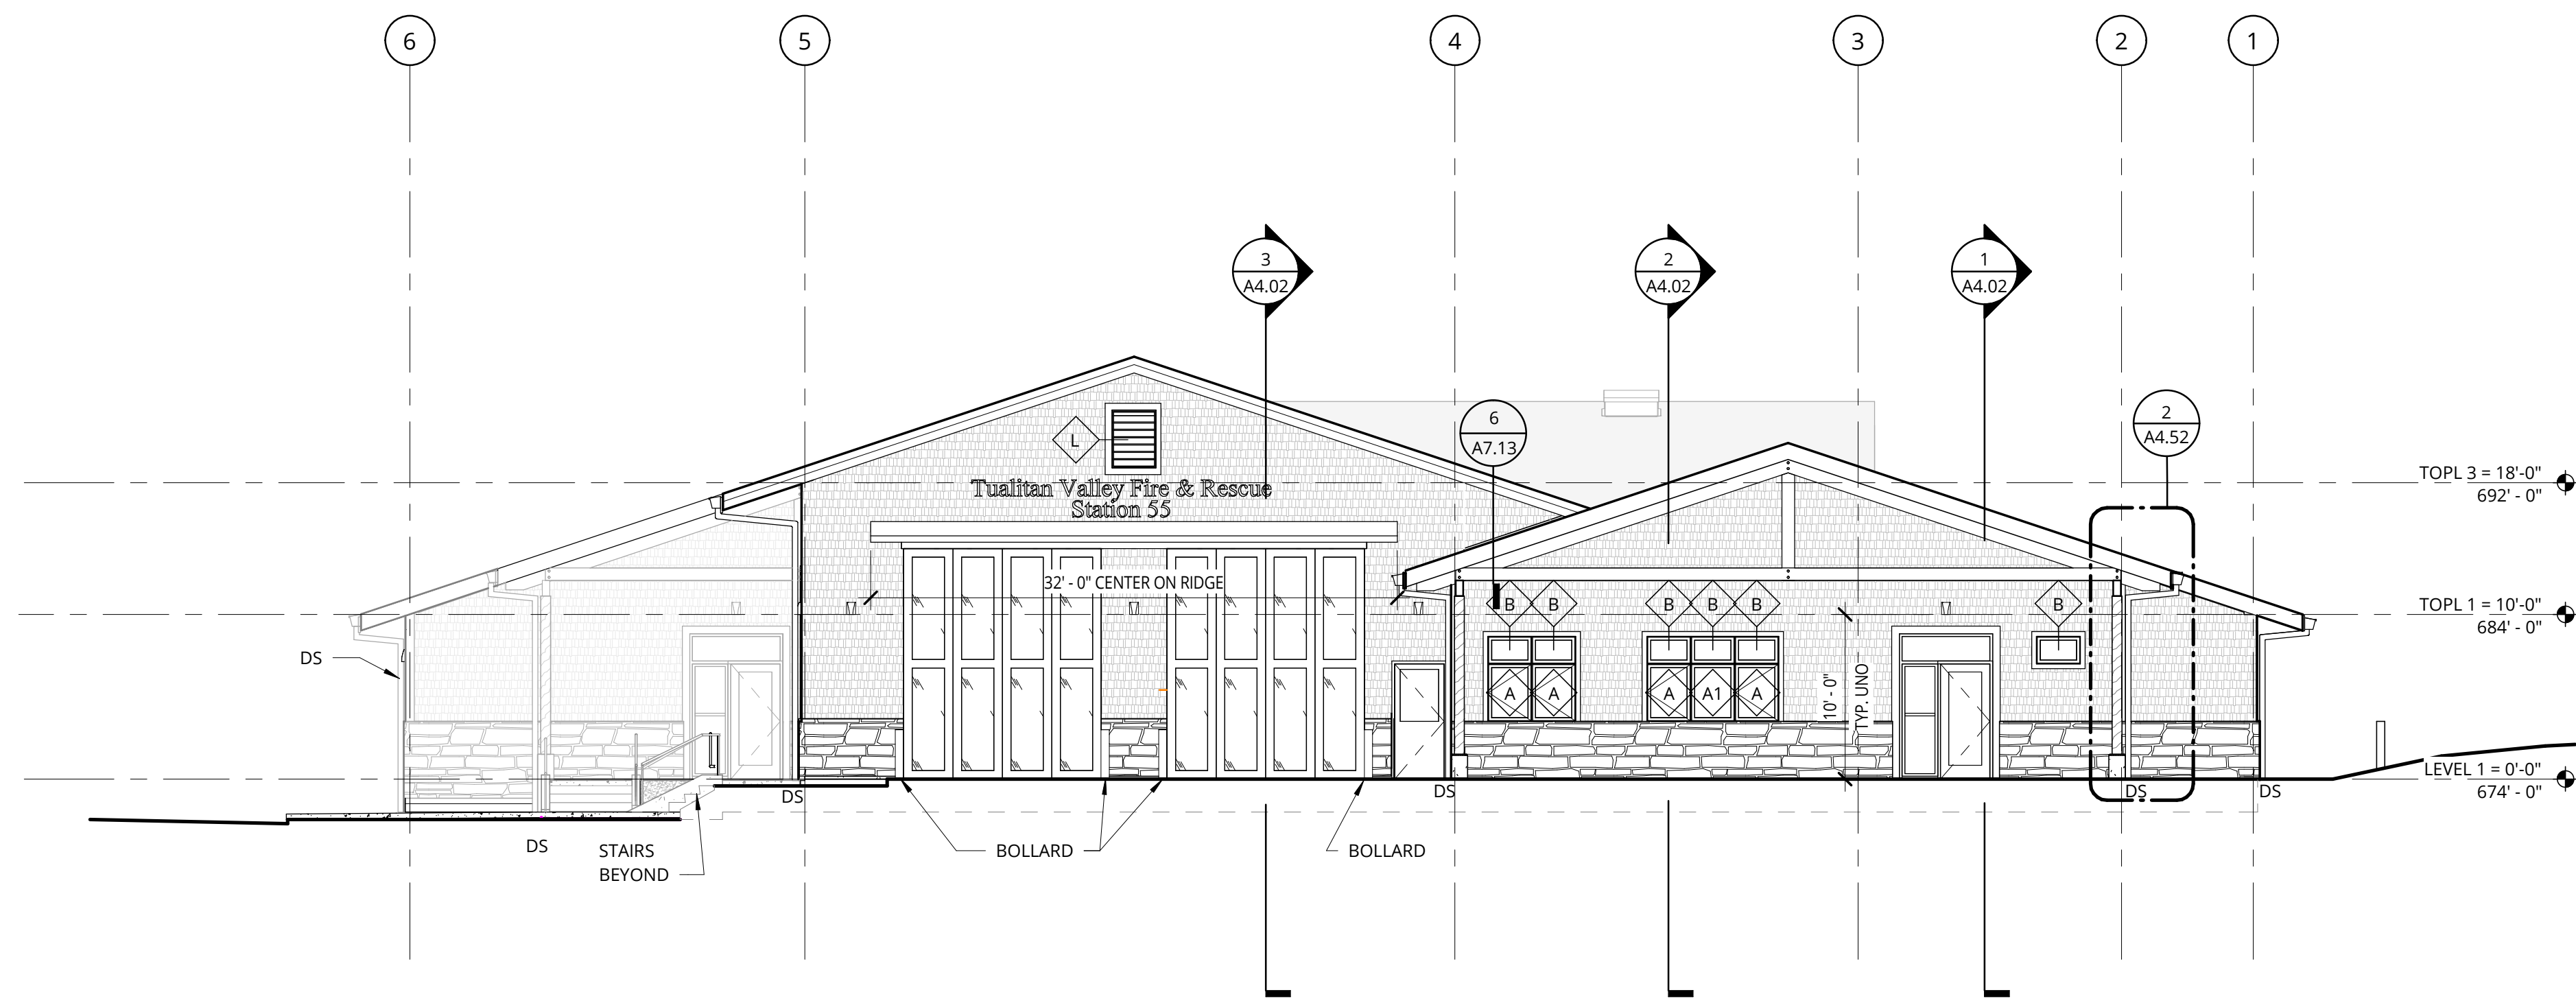 6
5
4
3
2
1
3
A4.02
2
A4.02
1
A4.02
6
A7.13
2
A4.52
L
Tualitan Valley Fire & Rescue
Station 55
TOPL 3 = 18'-0"
692' - 0"
32' - 0" CENTER ON RIDGE
B
B
B
B
B
B
TOPL 1 = 10'-0"
684' - 0"
DS
A
A
A
A1
A
10' - 0"
TYP. UNO
LEVEL 1 = 0'-0"
674' - 0"
DS
DS
DS
DS
DS
STAIRS
BEYOND
BOLLARD
BOLLARD